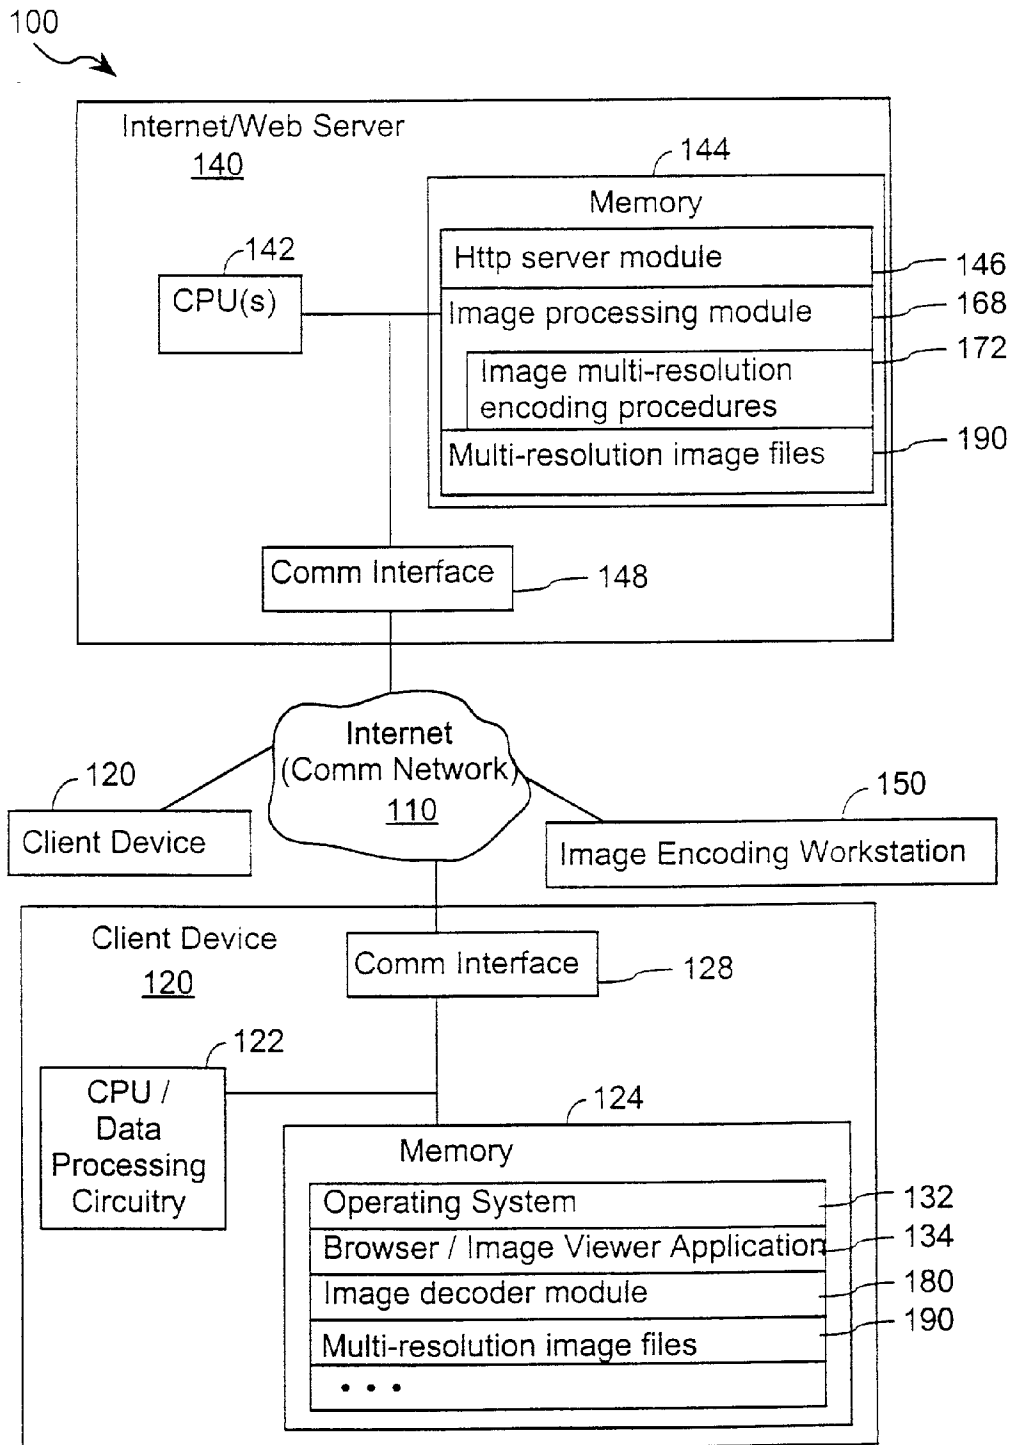 100
Internet/Web Server
140
144
Memory
142
CPU(s)
Http server module
146
Image processing module
168
172
Image multi-resolution
encoding procedures
Multi-resolution image files
190
Comm Interface
148
Internet
(Comm Network)
110
120
Client Device
150
Image Encoding Workstation
Client Device
120
Comm Interface
128
122
CPU /
Data
Processing
Circuitry
124
Memory
Operating System
132
Browser / Image Viewer Application
134
Image decoder module
180
Multi-resolution image files
190
• • •